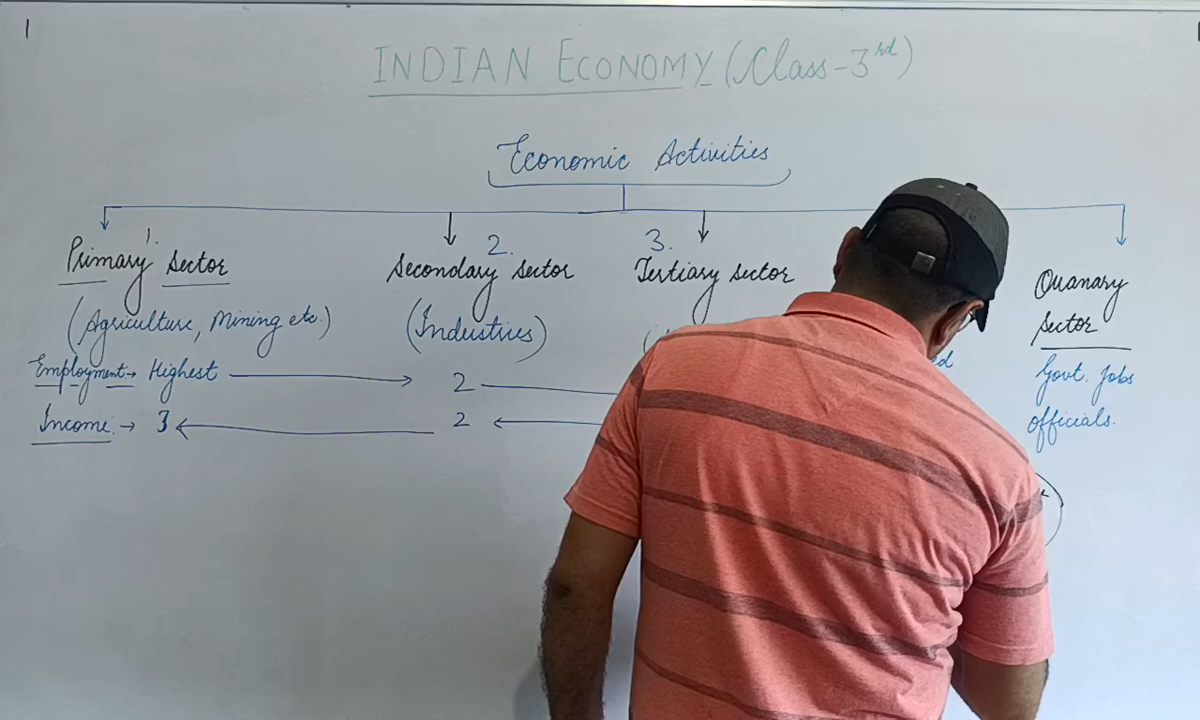 INDIAN ECONOMY (Class-3rd)
Economic Activities
1.
Primary Sector
(Agriculture, Mining etc.)
2.
Secondary Sector
(Industries)
3.
Tertiary Sector
Quanary
Sector
Govt. Jobs
officials.
Employment → Highest → 2
Income → 3 ← 2 ←